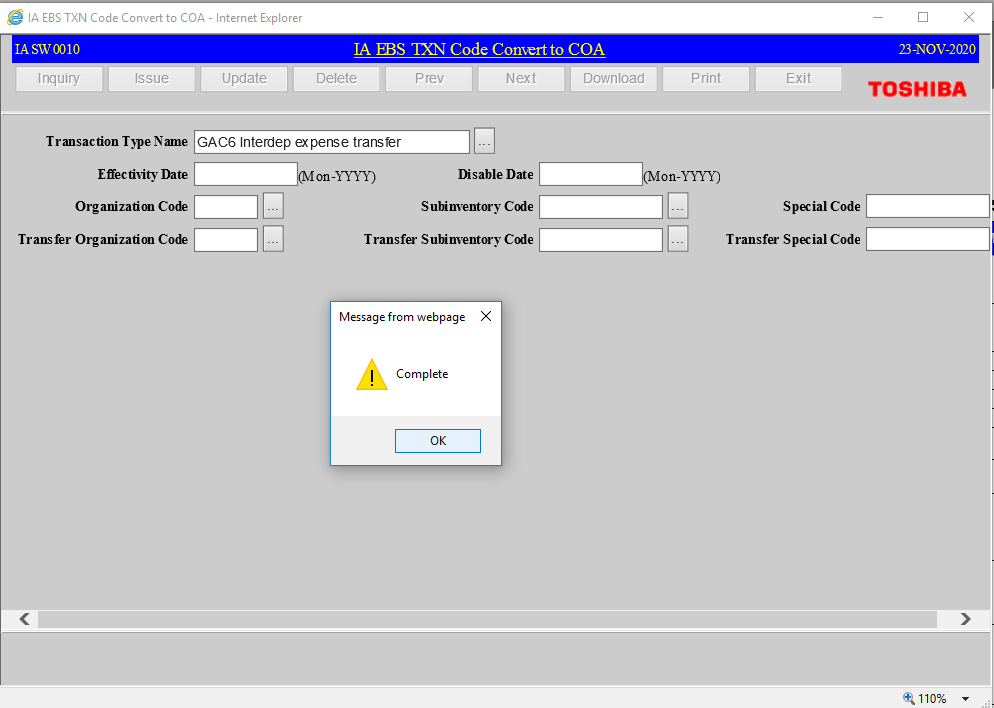 IA EBS TXN Code Convert to COA - Internet Explorer
IASW0010 IA EBS TXN Code Convert to COA 23-NOV-2020
Inquiry Issue Update Delete Prev Next Download Print Exit
TOSHIBA
Transaction Type Name GAC6 Interdep expense transfer ...
Effectivity Date (Mon-YYYY) Disable Date (Mon-YYYY)
Organization Code ... Subinventory Code ... Special Code
Transfer Organization Code ... Transfer Subinventory Code ... Transfer Special Code
Message from webpage
Complete
OK
110%